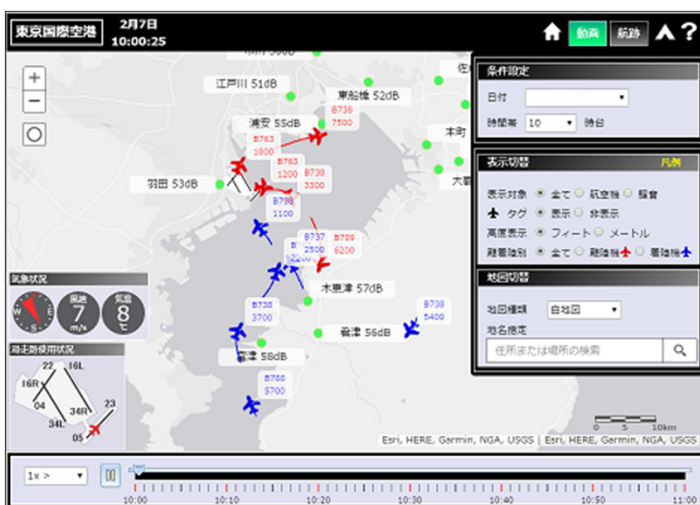 東京国際空港
2月7日
10:00:25
動画
航跡
?
江戸川 51dB
東船橋 52dB
浦安 55dB
B738
7500
B763
1800
B763
1200
B738
3300
羽田 53dB
本町
B738
1100
B737
2500
B789
6200
木更津 57dB
B738
3700
君津 56dB
富津 58dB
B738
5400
B788
5700
+
−
条件設定
日付
時間帯 10 時台
表示切替 凡例
表示対象 全て 航空機 騒音
タグ 表示 非表示
高度表示 フィート メートル
離着陸別 全て 離陸機 着陸機
地図切替
地図種類 白地図
地名指定
住所または場所の検索
気象状況
N
E
W
S
風速
7
m/s
気温
8
℃
滑走路使用状況
22
16L
16R
04
34R
34L
23
05
0 5 10km
Esri, HERE, Garmin, NGA, USGS | Esri, HERE, Garmin, NGA, USGS
1x >
10:00 10:10 10:20 10:30 10:40 10:50 11:00